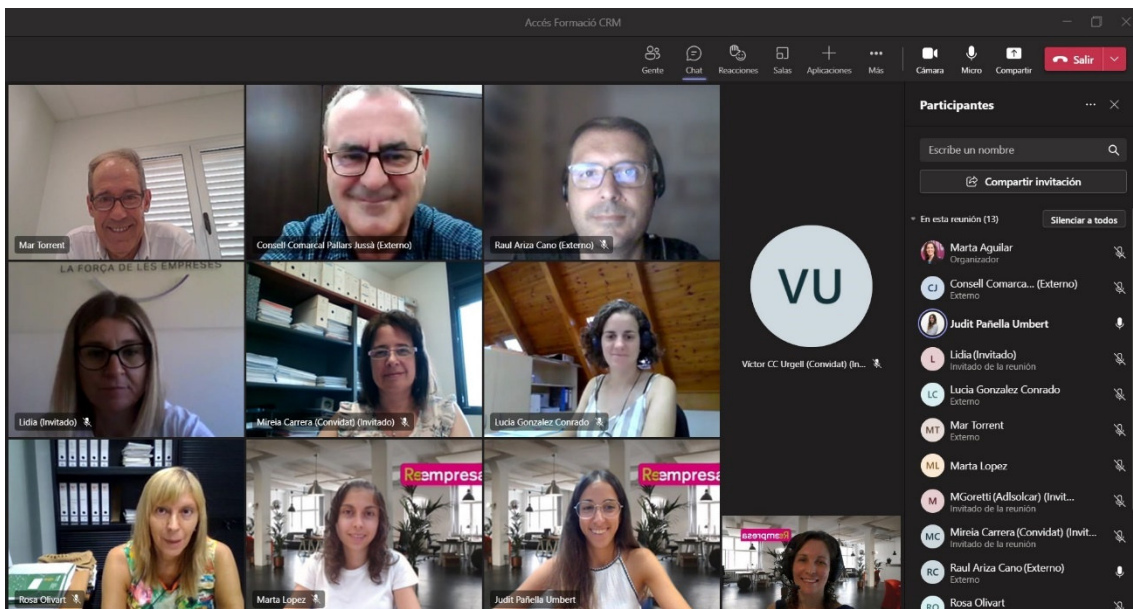 Accés Formació CRM
Gente
Chat
Reacciones
Salas
Aplicaciones
Más
Cámara
Micro
Compartir
Salir
Mar Torrent
Consell Comarcal Pallars Jussà (Externo)
Raul Ariza Cano (Externo)
LA FORÇA DE LES EMPRESES
Lidia (Invitado)
Mireia Carrera (Convidat) (Invitado)
Lucia Gonzalez Conrado
VU
Víctor CC Urgell (Convidat) (In...
Rosa Olivart
Reempresa
Marta Lopez
Reempresa
Judit Pañella Umbert
Reempresa
Participantes
Escribe un nombre
Compartir invitación
En esta reunión (13)
Silenciar a todos
Marta Aguilar
Organizador
CJ
Consell Comarca... (Externo)
Externo
Judit Pañella Umbert
L
Lidia (Invitado)
Invitado de la reunión
LC
Lucia Gonzalez Conrado
Externo
MT
Mar Torrent
Externo
ML
Marta Lopez
M
MGoretti (Adlsolcar) (Invit...
Invitado de la reunión
MC
Mireia Carrera (Convidat) (Invit...
Invitado de la reunión
RC
Raul Ariza Cano (Externo)
Externo
RO
Rosa Olivart